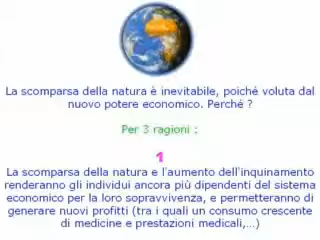 La scomparsa della natura è inevitabile, poiché voluta dal
nuovo potere economico. Perché ?
Per 3 ragioni :
1
La scomparsa della natura e l'aumento dell'inquinamento
renderanno gli individui ancora più dipendenti del sistema
economico per la loro sopravvivenza, e permetteranno di
generare nuovi profitti (tra i quali un consumo crescente
di medicine e prestazioni medicali,…)